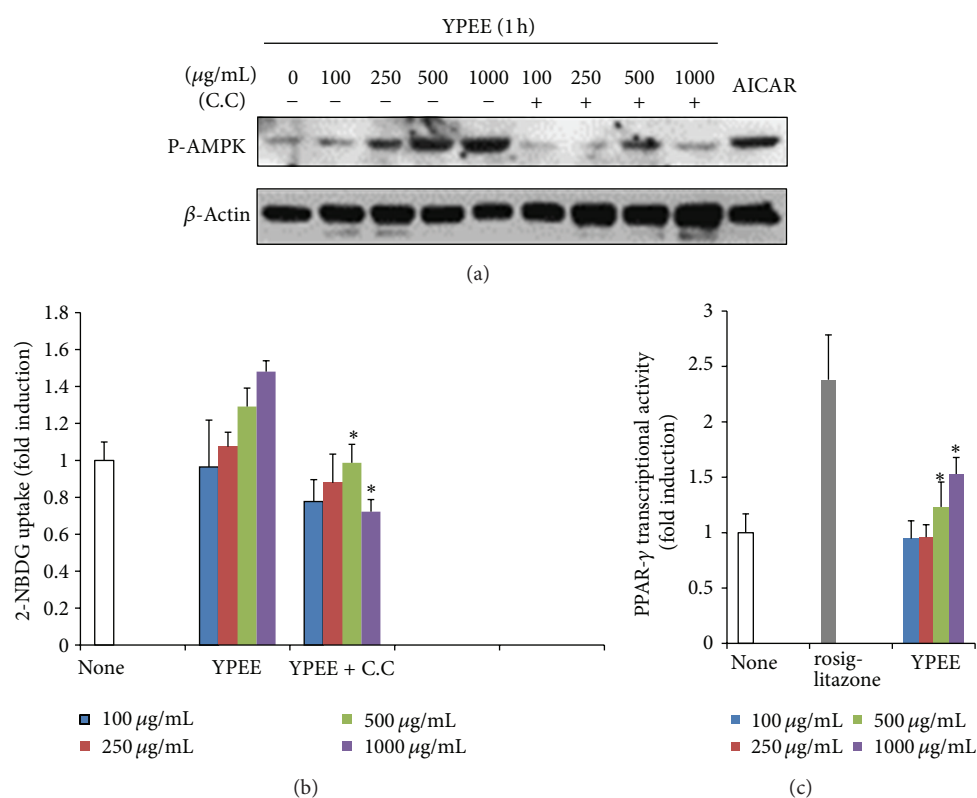 YPEE (1 h)
(μg/mL) 0 100 250 500 1000 100 250 500 1000 AICAR
(C.C) − − − − − + + + +
P-AMPK
β-Actin
(a)
2-NBDG uptake (fold induction)
1.8
1.6
1.4
1.2
1
0.8
0.6
0.4
0.2
0
* *
None YPEE YPEE + C.C
100 μg/mL 500 μg/mL
250 μg/mL 1000 μg/mL
(b)
PPAR-γ transcriptional activity
(fold induction)
3
2.5
2
1.5
1
0.5
0
* *
None rosig- YPEE
litazone
100 μg/mL 500 μg/mL
250 μg/mL 1000 μg/mL
(c)